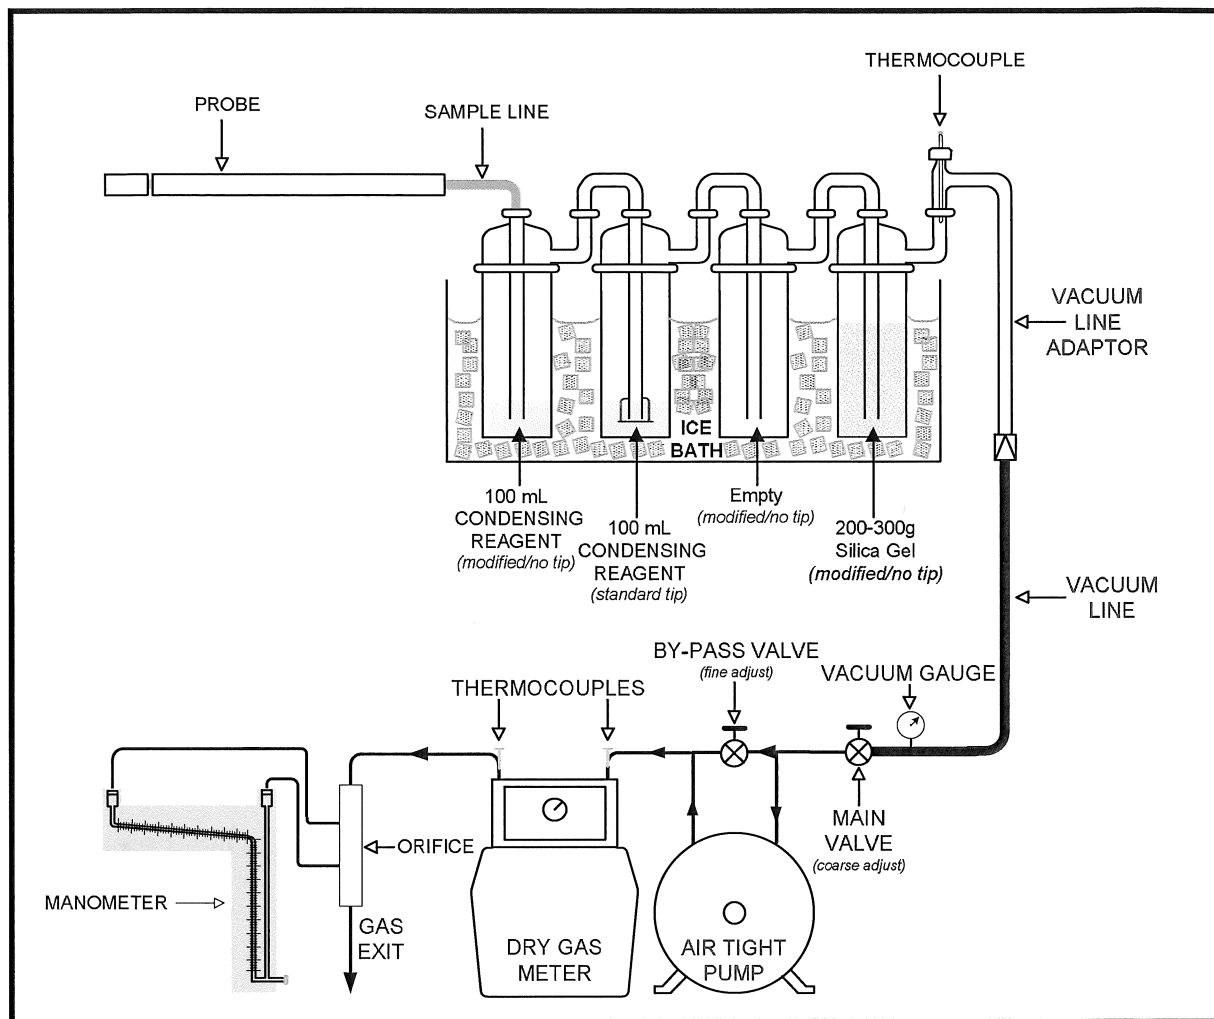 THERMOCOUPLE
PROBE
SAMPLE LINE
VACUUM
LINE
ADAPTOR
ICE
BATH
100 mL
CONDENSING
REAGENT
(modified/no tip)
100 mL
CONDENSING
REAGENT
(standard tip)
Empty
(modified/no tip)
200-300g
Silica Gel
(modified/no tip)
VACUUM
LINE
BY-PASS VALVE
(fine adjust)
VACUUM GAUGE
THERMOCOUPLES
MAIN
VALVE
(coarse adjust)
ORIFICE
MANOMETER
GAS
EXIT
DRY GAS
METER
AIR TIGHT
PUMP